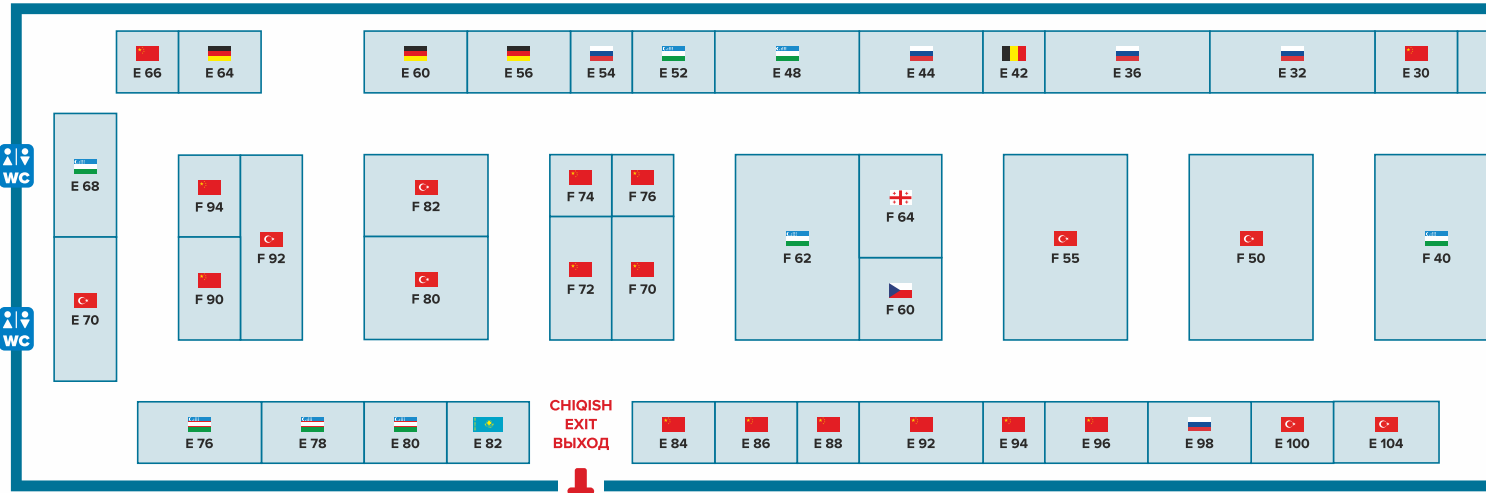 E 66
E 64
E 60
E 56
E 54
E 52
E 48
E 44
E 42
E 36
E 32
E 30
WC
E 68
F 94
F 92
F 90
F 82
F 80
F 74
F 76
F 72
F 70
F 62
F 64
F 60
F 55
F 50
F 40
WC
E 70
E 76
E 78
E 80
E 82
CHIQISH
EXIT
ВЫХОД
E 84
E 86
E 88
E 92
E 94
E 96
E 98
E 100
E 104